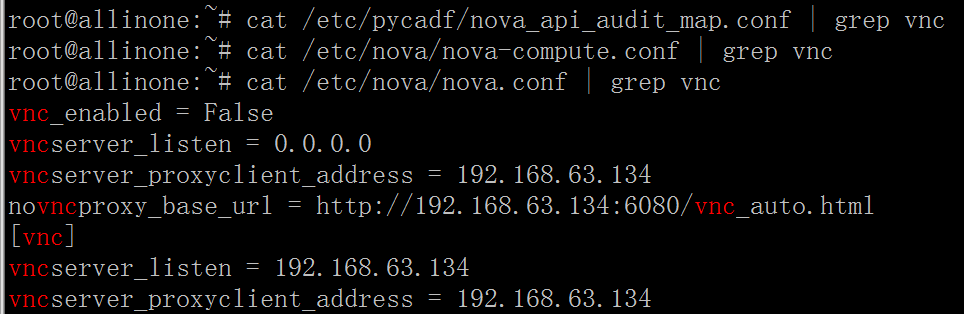 root@allinone:~# cat /etc/pycadf/nova_api_audit_map.conf | grep vnc
root@allinone:~# cat /etc/nova/nova-compute.conf | grep vnc
root@allinone:~# cat /etc/nova/nova.conf | grep vnc
vnc_enabled = False
vncserver_listen = 0.0.0.0
vncserver_proxyclient_address = 192.168.63.134
novncproxy_base_url = http://192.168.63.134:6080/vnc_auto.html
[vnc]
vncserver_listen = 192.168.63.134
vncserver_proxyclient_address = 192.168.63.134